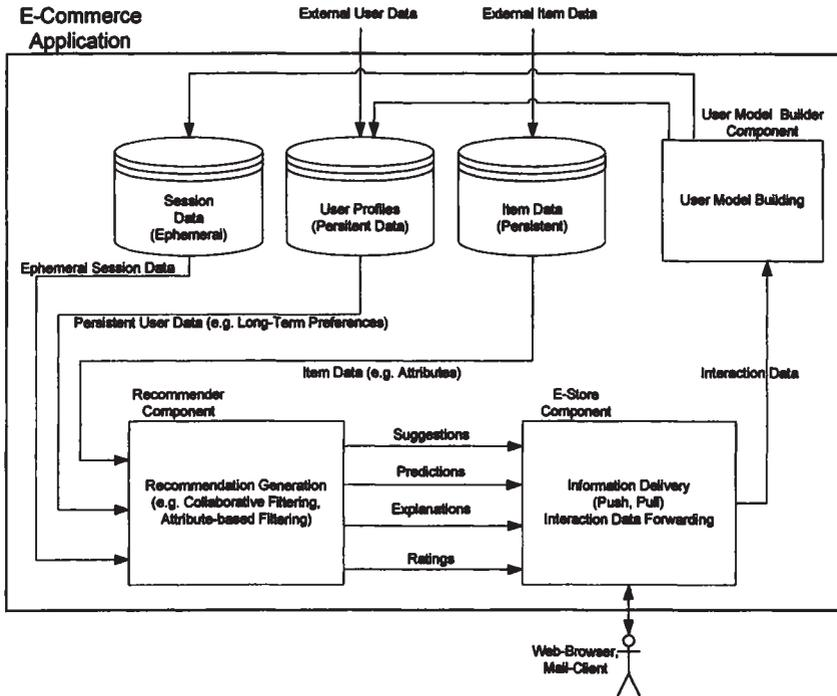 E-Commerce
Application
External User Data
External Item Data
User Model Builder
Component
Session
Data
(Ephemeral)
User Profiles
(Persitent Data)
Item Data
(Persistent)
User Model Building
Ephemeral Session Data
Persistent User Data (e.g. Long-Term Preferences)
Item Data (e.g. Attributes)
Interaction Data
Recommender
Component
E-Store
Component
Recommendation Generation
(e.g. Collaborative Filtering,
Attribute-based Filtering)
Suggestions
Predictions
Explanations
Ratings
Information Delivery
(Push, Pull)
Interaction Data Forwarding
Web-Browser,
Mail-Client